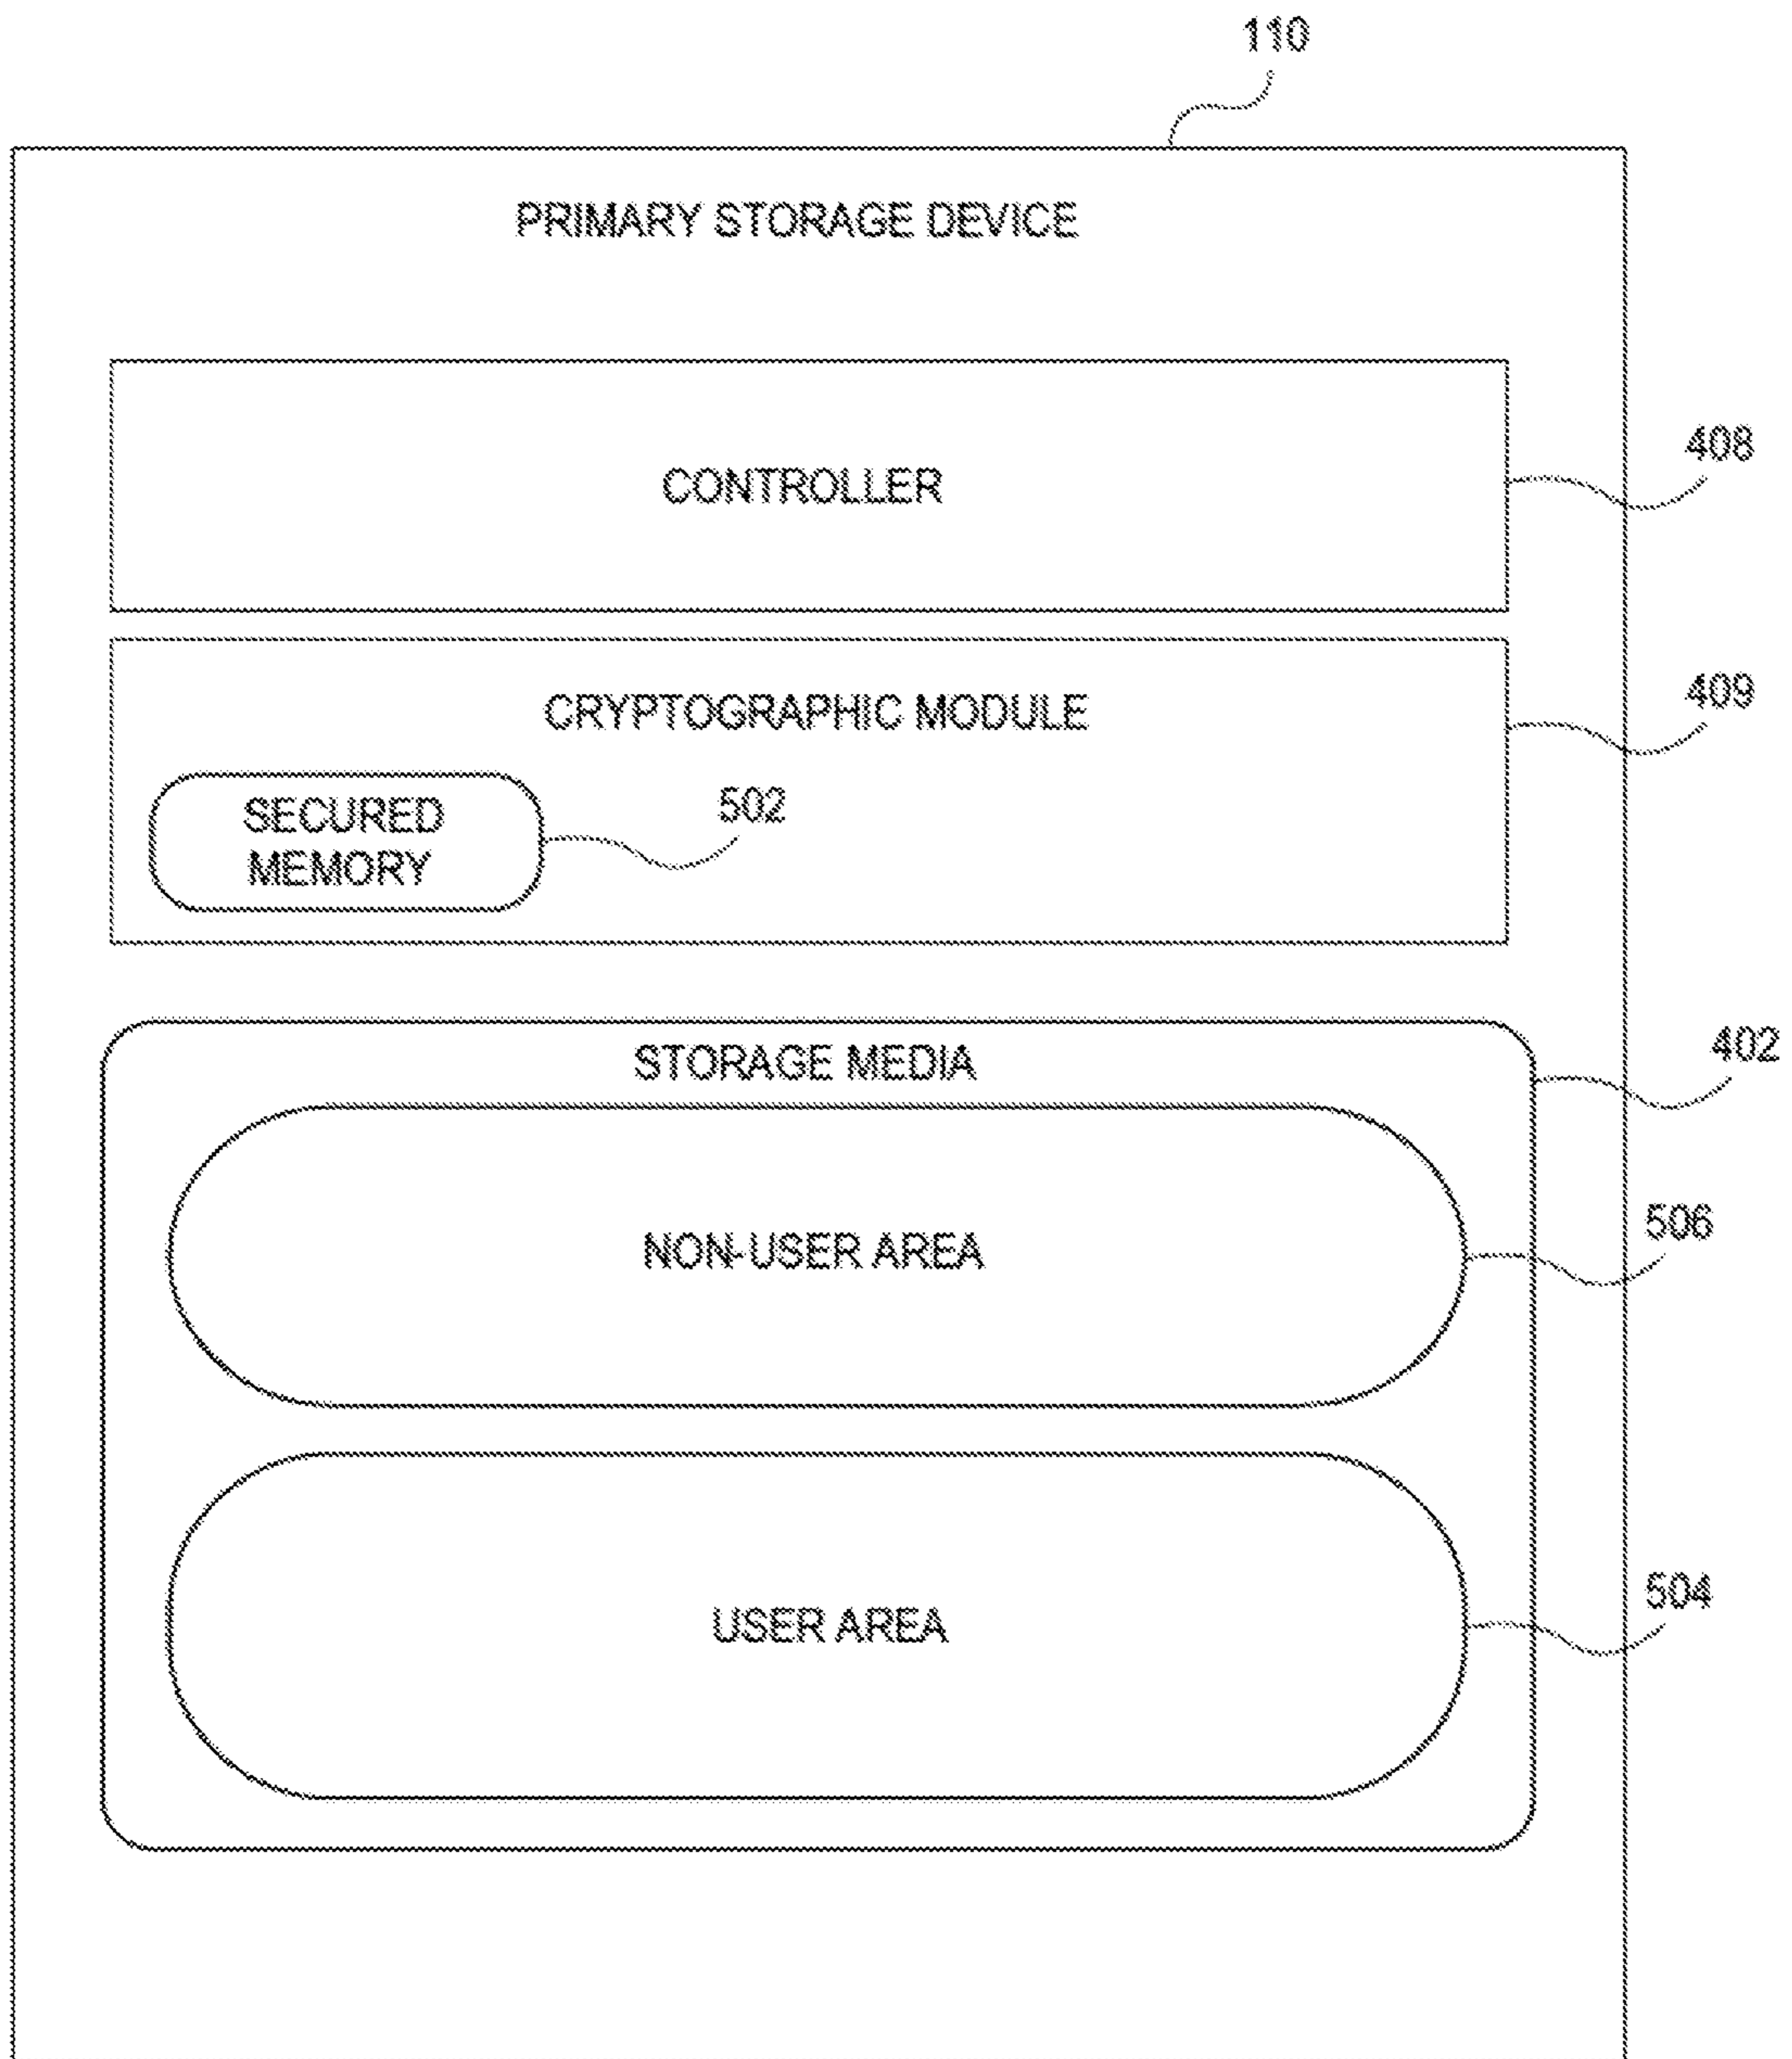 110
PRIMARY STORAGE DEVICE
CONTROLLER
408
CRYPTOGRAPHIC MODULE
409
SECURED
MEMORY
502
STORAGE MEDIA
402
NON-USER AREA
506
USER AREA
504